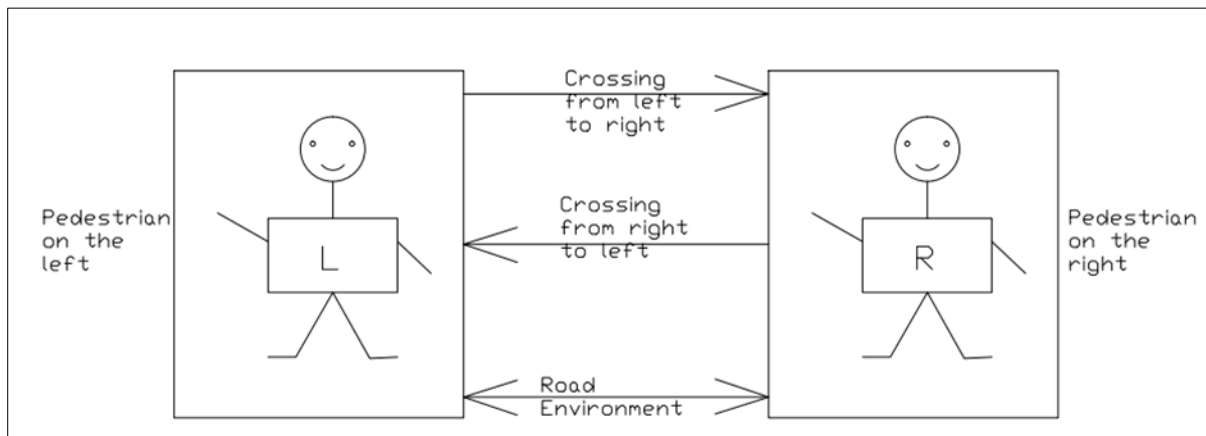 Crossing
from left
to right
Pedestrian
on the
left
L
Crossing
from right
to left
R
Pedestrian
on the
right
Road
Environment